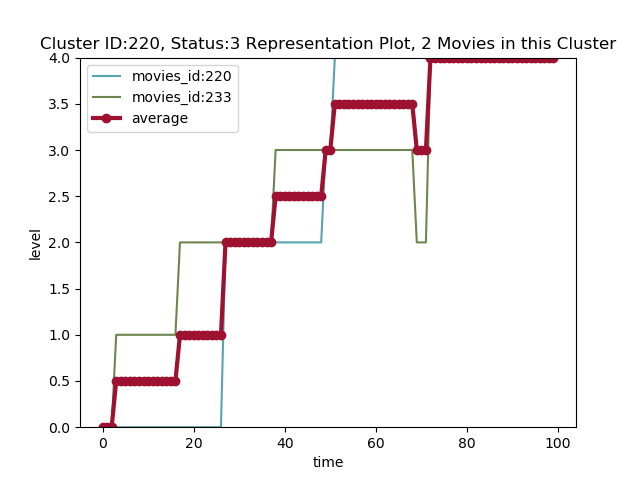 Cluster ID:220, Status:3 Representation Plot, 2 Movies in this Cluster
movies_id:220
movies_id:233
average
level
4.0
3.5
3.0
2.5
2.0
1.5
1.0
0.5
0.0
0 20 40 60 80 100
time